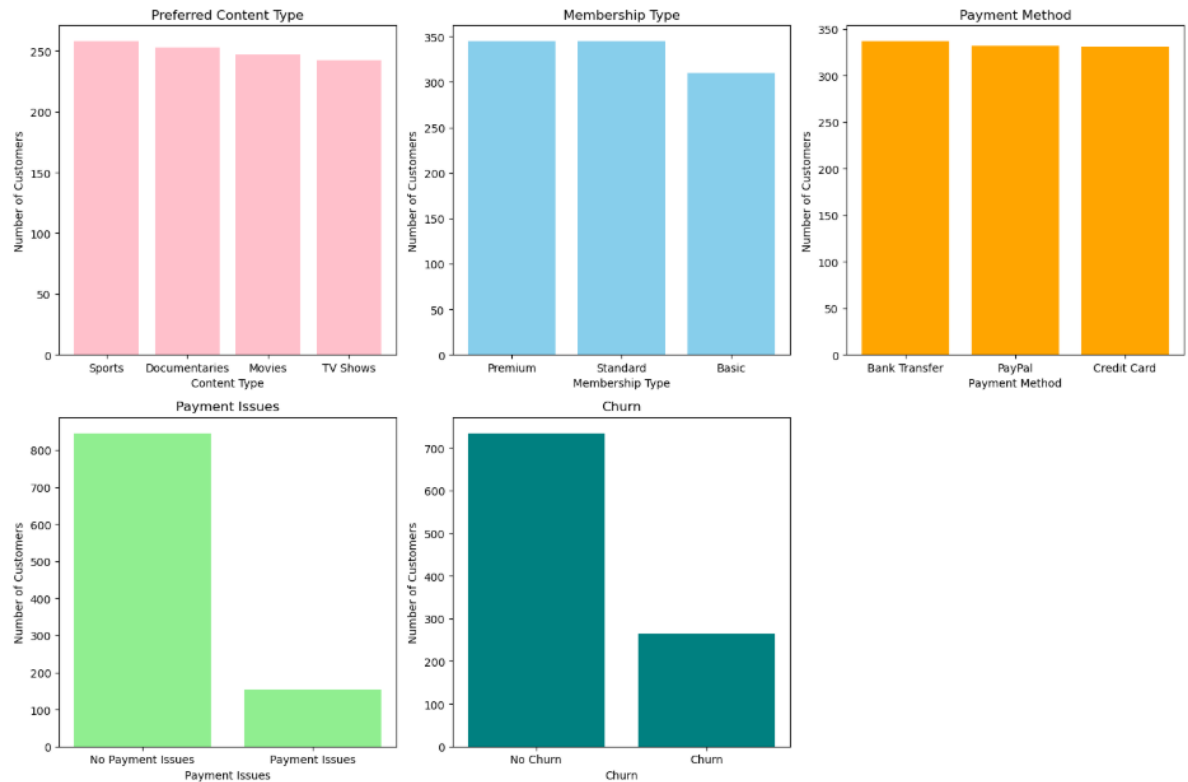 Preferred Content Type
Number of Customers
250
200
150
100
50
0
Sports Documentaries Movies TV Shows
Content Type
Membership Type
Number of Customers
350
300
250
200
150
100
50
0
Premium Standard Basic
Membership Type
Payment Method
Number of Customers
350
300
250
200
150
100
50
0
Bank Transfer PayPal Credit Card
Payment Method
Payment Issues
Number of Customers
800
700
600
500
400
300
200
100
0
No Payment Issues Payment Issues
Payment Issues
Churn
Number of Customers
700
600
500
400
300
200
100
0
No Churn Churn
Churn